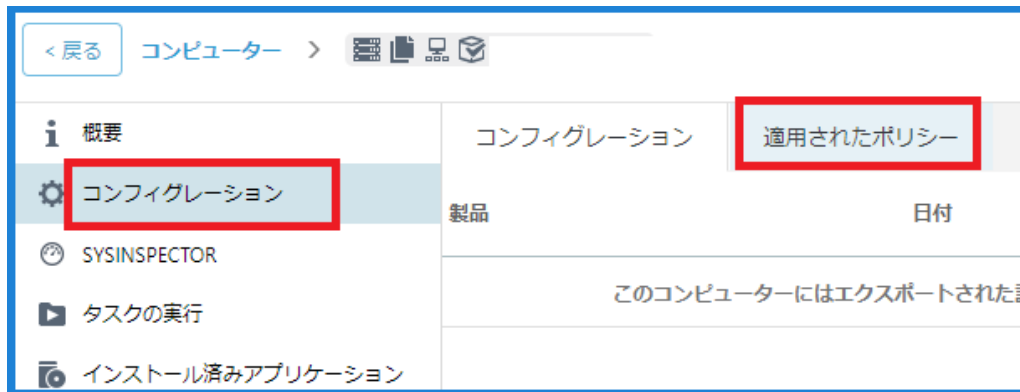 < 戻る コンピューター >
概要
コンフィグレーション
SYSINSPECTOR
タスクの実行
インストール済みアプリケーション
コンフィグレーション 適用されたポリシー
製品 日付
このコンピューターにはエクスポートされた